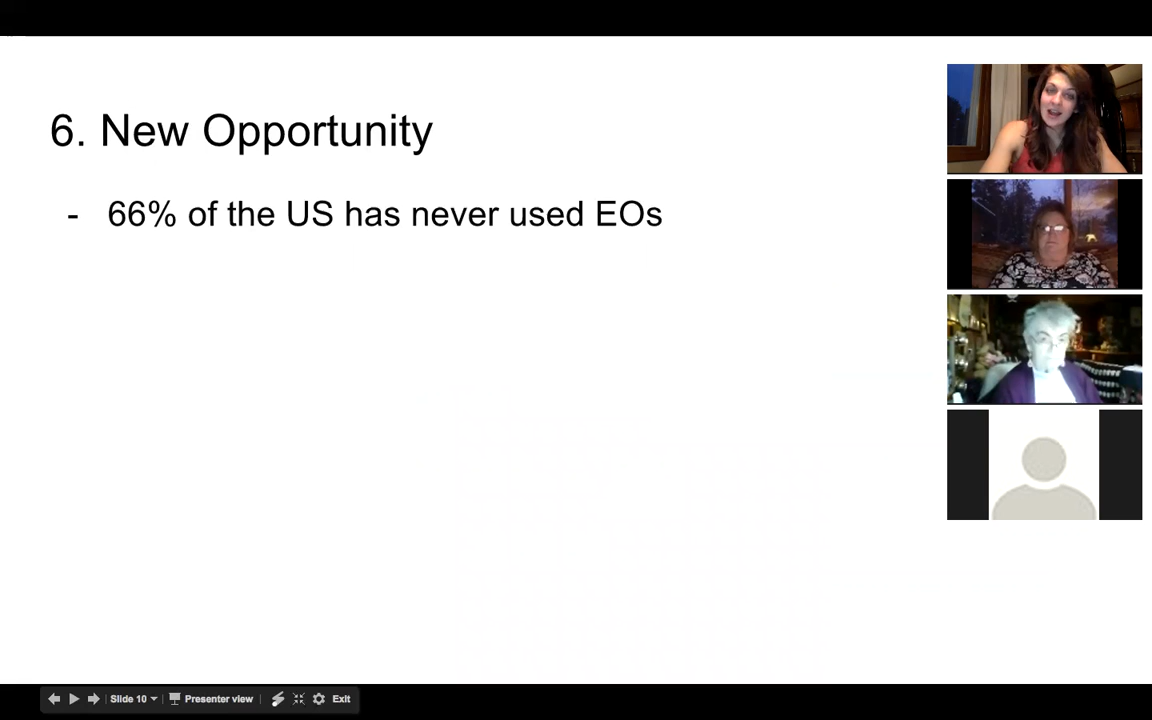 6. New Opportunity
- 66% of the US has never used EOs
Slide 10
Presenter view
Exit